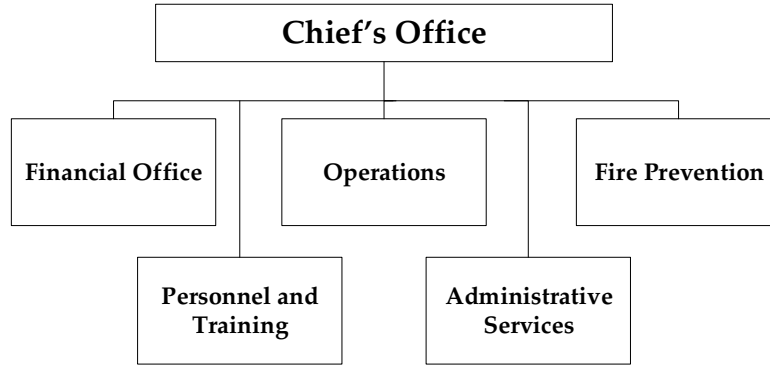 Chief's Office
Financial Office
Operations
Fire Prevention
Personnel and
Training
Administrative
Services